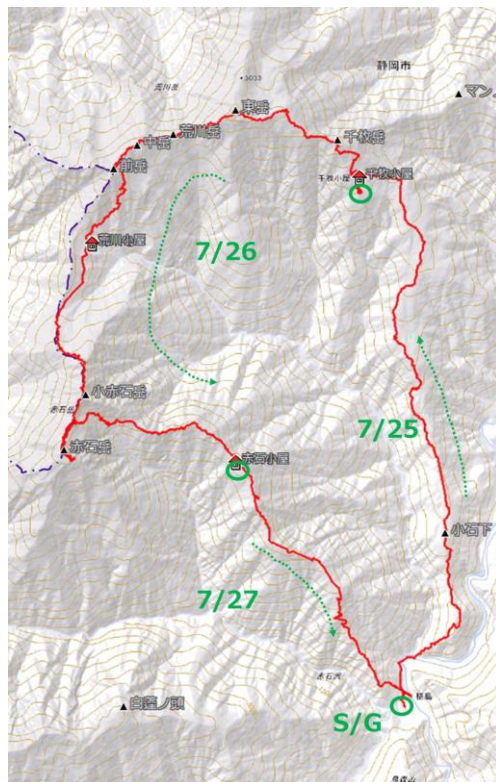 ・3033
静岡市
荒川岳
東岳
マン
荒川岳
中岳
千枚岳
前岳
千枚小屋
千枚小屋
荒川小屋
7/26
小赤石岳
赤石岳
赤石岳
7/25
赤石小屋
小石下
7/27
赤石沢
椹島
白蓬ノ頭
S/G